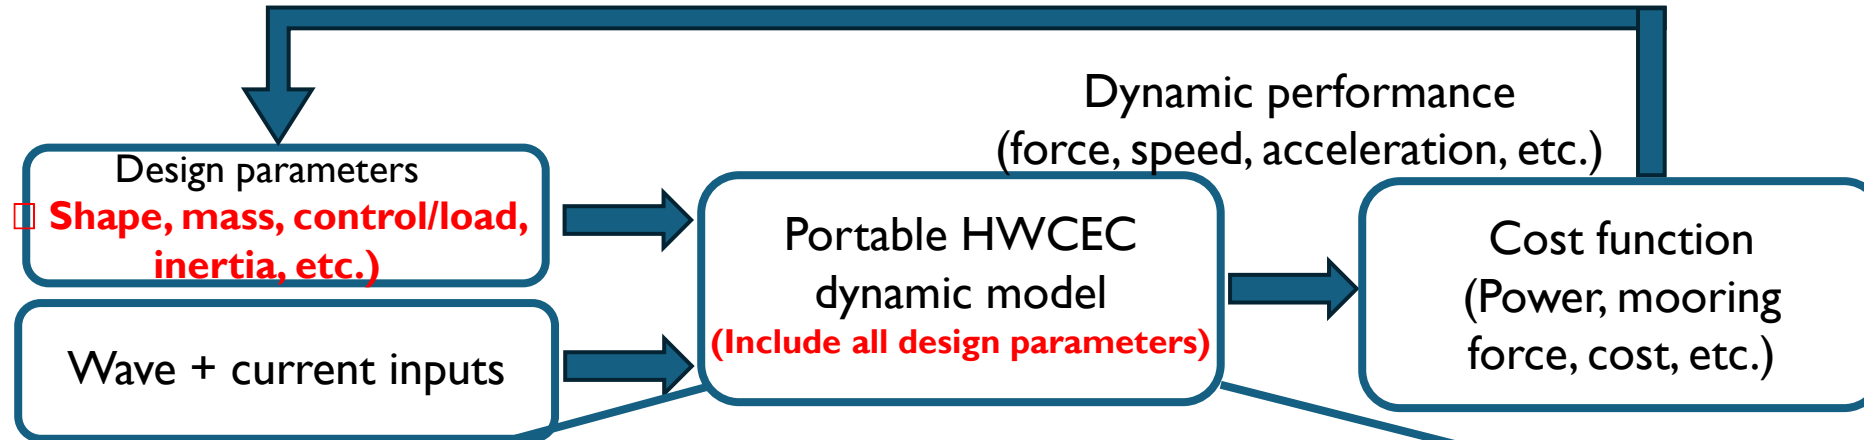 Dynamic performance
(force, speed, acceleration, etc.)
Design parameters
Shape, mass, control/load,
inertia, etc.)
Portable HWCEC
dynamic model
(Include all design parameters)
Cost function
(Power, mooring
force, cost, etc.)
Wave + current inputs